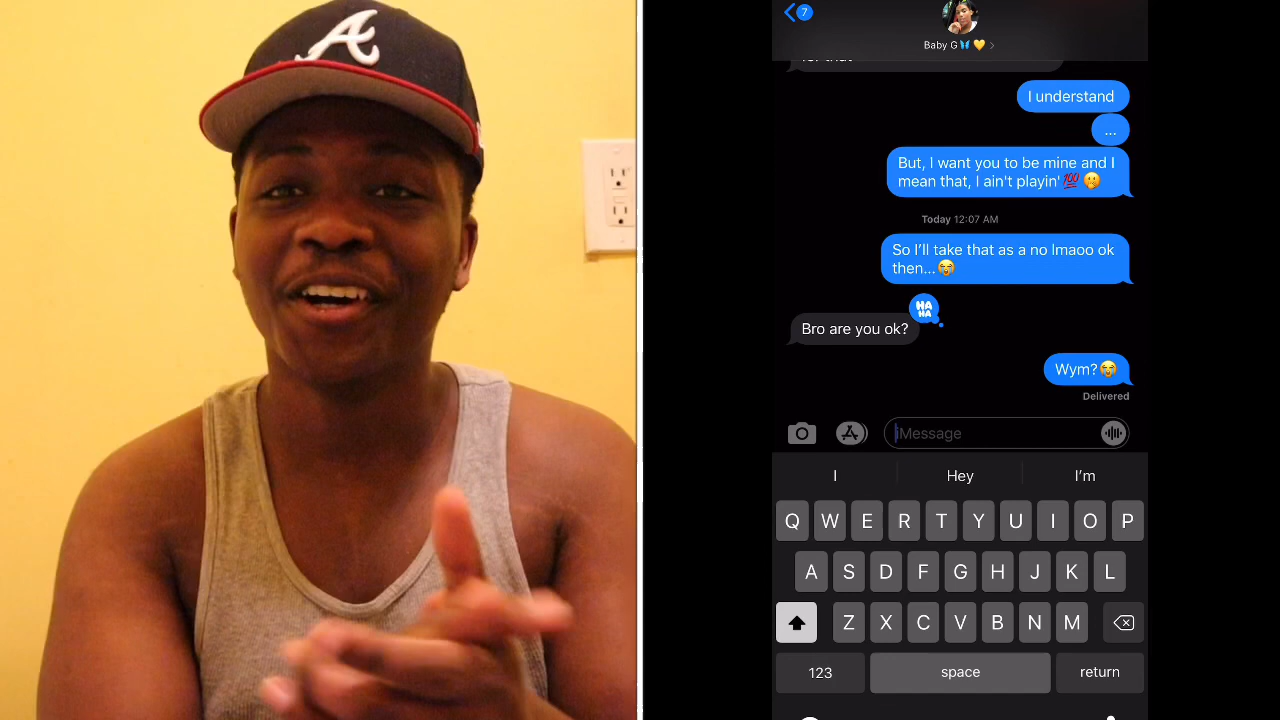 A
7
Baby G🦋💛 >
for that
I understand
...
But, I want you to be mine and I
mean that, I ain't playin'💯🤫
Today 12:07 AM
So I'll take that as a no lmaoo ok
then...😭
HA
HA
Bro are you ok?
Wym?😭
Delivered
iMessage
I Hey I'm
Q W E R T Y U I O P
A S D F G H J K L
Z X C V B N M
123 space return